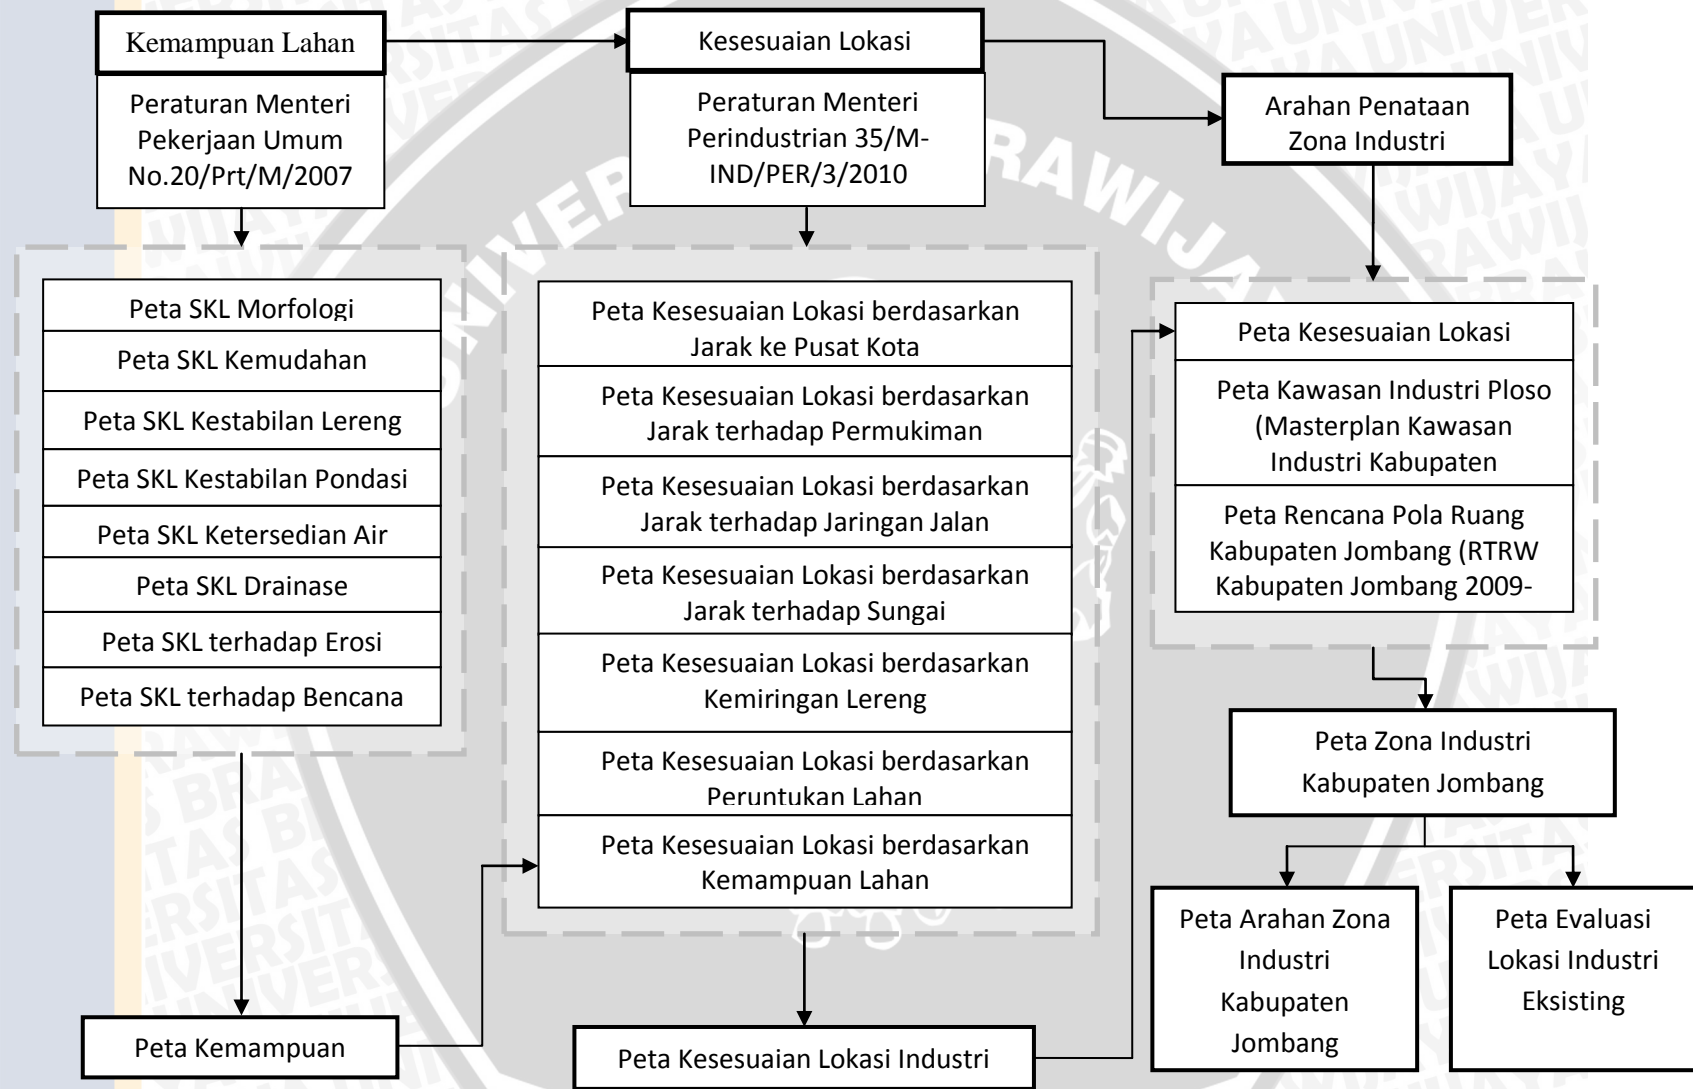 Kemampuan Lahan
Peraturan Menteri
Pekerjaan Umum
No.20/Prt/M/2007
Peta SKL Morfologi
Peta SKL Kemudahan
Peta SKL Kestabilan Lereng
Peta SKL Kestabilan Pondasi
Peta SKL Ketersedian Air
Peta SKL Drainase
Peta SKL terhadap Erosi
Peta SKL terhadap Bencana
Peta Kemampuan
Kesesuaian Lokasi
Peraturan Menteri
Perindustrian 35/M-
IND/PER/3/2010
Peta Kesesuaian Lokasi berdasarkan
Jarak ke Pusat Kota
Peta Kesesuaian Lokasi berdasarkan
Jarak terhadap Permukiman
Peta Kesesuaian Lokasi berdasarkan
Jarak terhadap Jaringan Jalan
Peta Kesesuaian Lokasi berdasarkan
Jarak terhadap Sungai
Peta Kesesuaian Lokasi berdasarkan
Kemiringan Lereng
Peta Kesesuaian Lokasi berdasarkan
Peruntukan Lahan
Peta Kesesuaian Lokasi berdasarkan
Kemampuan Lahan
Peta Kesesuaian Lokasi Industri
Arahan Penataan
Zona Industri
Peta Kesesuaian Lokasi
Peta Kawasan Industri Ploso
(Masterplan Kawasan
Industri Kabupaten
Peta Rencana Pola Ruang
Kabupaten Jombang (RTRW
Kabupaten Jombang 2009-
Peta Zona Industri
Kabupaten Jombang
Peta Arahan Zona
Industri
Kabupaten
Jombang
Peta Evaluasi
Lokasi Industri
Eksisting